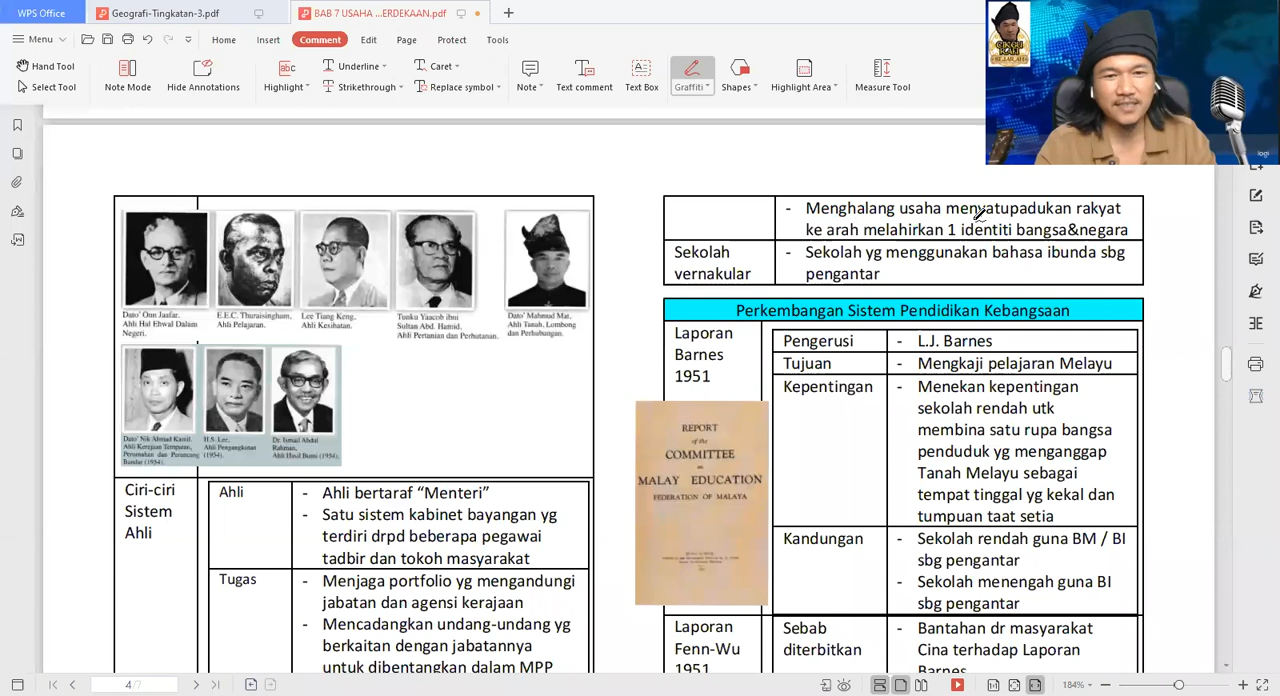 WPS Office
Geografi-Tingkatan-3.pdf
BAB 7 USAHA ...ERDEKAAN.pdf
Menu
Home
Insert
Comment
Edit
Page
Protect
Tools
Hand Tool
Select Tool
Note Mode
Hide Annotations
Highlight
Underline
Strikethrough
Caret
Replace symbol
Note
Text comment
Text Box
Graffiti
Shapes
Highlight Area
Measure Tool
logi
Dato' Onn Jaafar.
Ahli Hal Ehwal Dalam
Negeri.
E.E.C. Thuraisingham,
Ahli Pelajaran.
Lee Tiang Keng,
Ahli Kesihatan.
Tunku Yaacob ibni
Sultan Abd. Hamid.
Ahli Pertanian dan Perhutanan.
Dato' Mahmud Mat,
Ahli Tanah, Lombong
dan Perhubungan.
Dato' Nik Ahmad Kamil.
Ahli Kerajaan Tempatan,
Perumahan dan Perancang
Bandar (1954).
H.S. Lee,
Ahli Pengangkutan
(1954).
Dr. Ismail Abdul
Rahman,
Ahli Hasil Bumi (1954).
Ciri-ciri
Sistem
Ahli
Ahli
- Ahli bertaraf “Menteri”
- Satu sistem kabinet bayangan yg
terdiri drpd beberapa pegawai
tadbir dan tokoh masyarakat
Tugas
- Menjaga portfolio yg mengandungi
jabatan dan agensi kerajaan
- Mencadangkan undang-undang yg
berkaitan dengan jabatannya
untuk dibentangkan dalam MPP
- Menghalang usaha menyatupadukan rakyat
ke arah melahirkan 1 identiti bangsa&negara
Sekolah
vernakular
- Sekolah yg menggunakan bahasa ibunda sbg
pengantar
Perkembangan Sistem Pendidikan Kebangsaan
Laporan
Barnes
1951
Pengerusi
- L.J. Barnes
Tujuan
- Mengkaji pelajaran Melayu
Kepentingan
- Menekan kepentingan
sekolah rendah utk
membina satu rupa bangsa
penduduk yg menganggap
Tanah Melayu sebagai
tempat tinggal yg kekal dan
tumpuan taat setia
REPORT
of the
COMMITTEE
on
MALAY EDUCATION
FEDERATION OF MALAYA
Kandungan
- Sekolah rendah guna BM / BI
sbg pengantar
- Sekolah menengah guna BI
sbg pengantar
Laporan
Fenn-Wu
1951
Sebab
diterbitkan
- Bantahan dr masyarakat
Cina terhadap Laporan
Barnes
4/7
184%